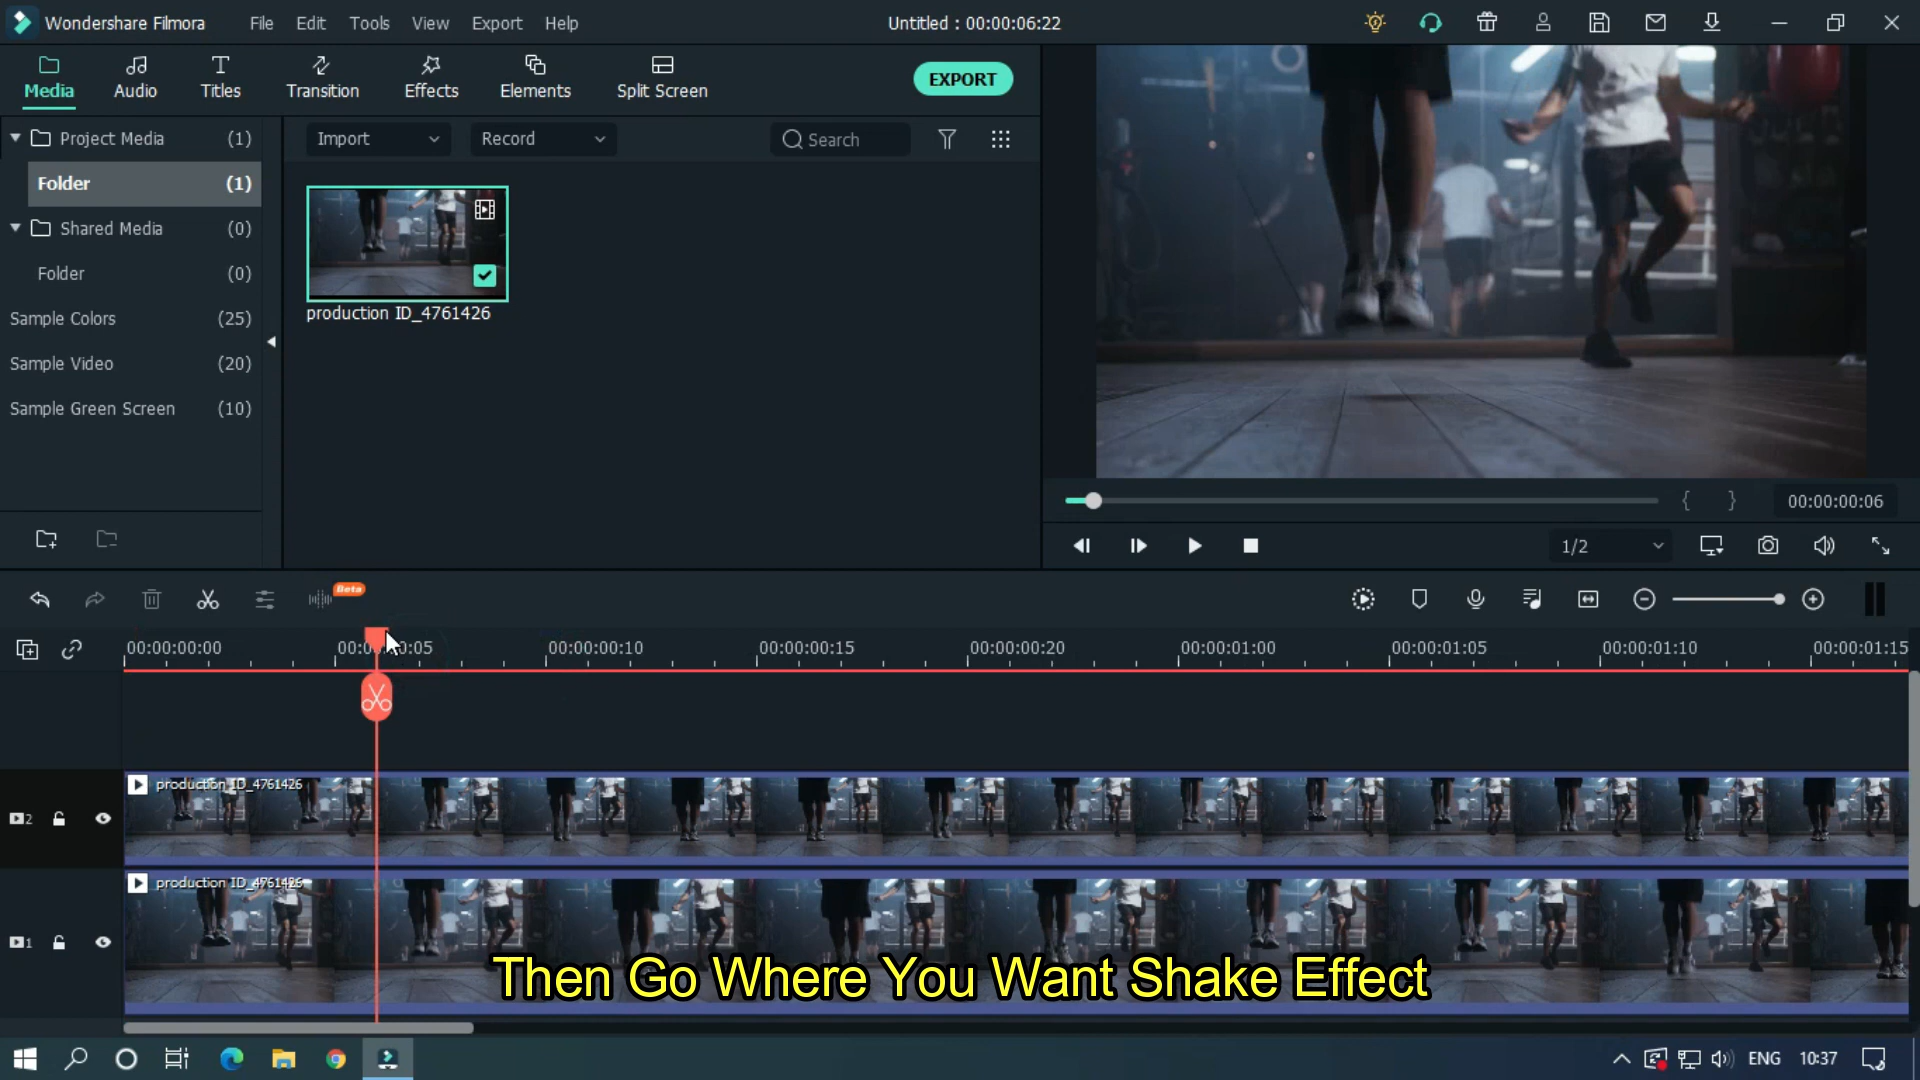 Wondershare Filmora
File
Edit
Tools
View
Export
Help
Untitled : 00:00:06:22
Media
Audio
Titles
Transition
Effects
Elements
Split Screen
EXPORT
Project Media (1)
Folder (1)
Shared Media (0)
Folder (0)
Sample Colors (25)
Sample Video (20)
Sample Green Screen (10)
Import
Record
Search
production ID_4761426
00:00:00:06
1/2
Beta
00:00:00:00
00:00:00:10
00:00:00:15
00:00:00:20
00:00:01:00
00:00:01:05
00:00:01:10
00:00:01:15
production ID_4761426
2
production ID_4761426
1
Then Go Where You Want Shake Effect
ENG
10:37